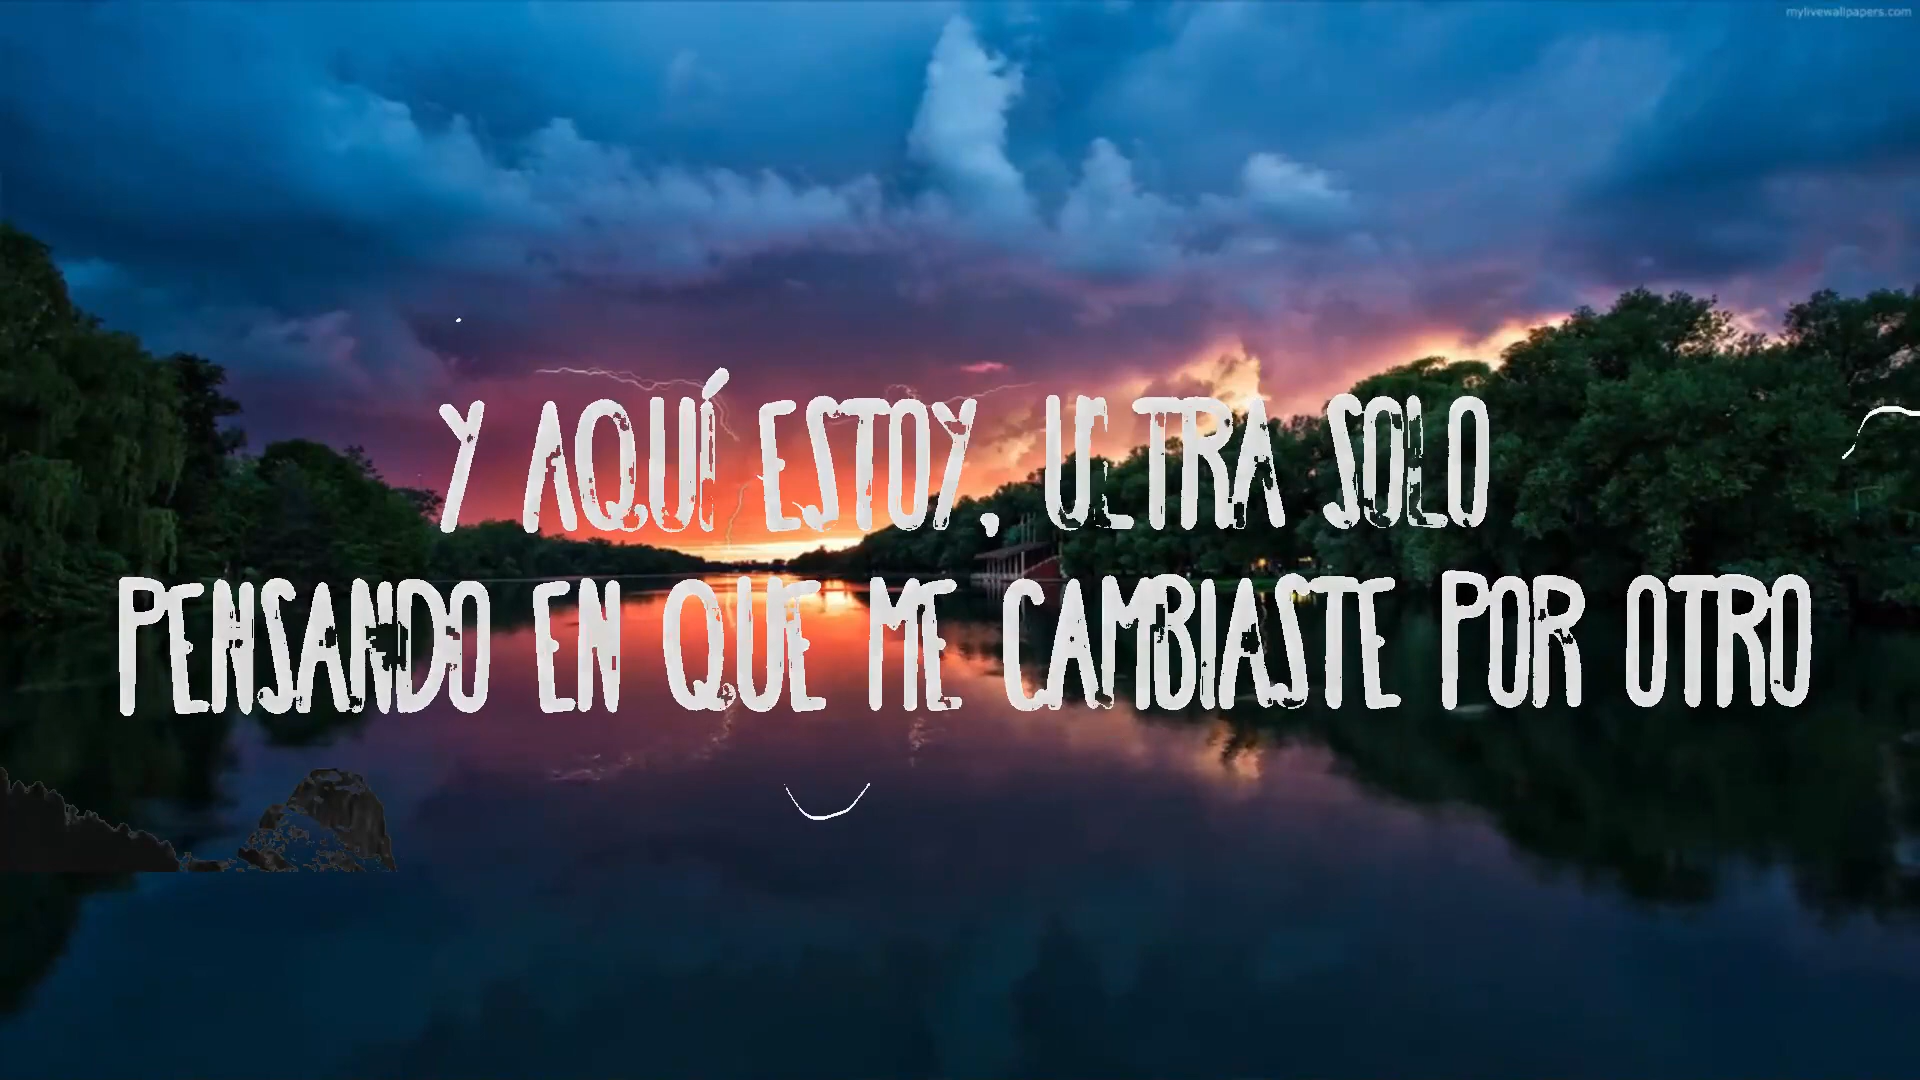 mylivewallpapers.com
Y AQUÍ ESTOY, ULTRA SOLO
PENSANDO EN QUE ME CAMBIASTE POR OTRO